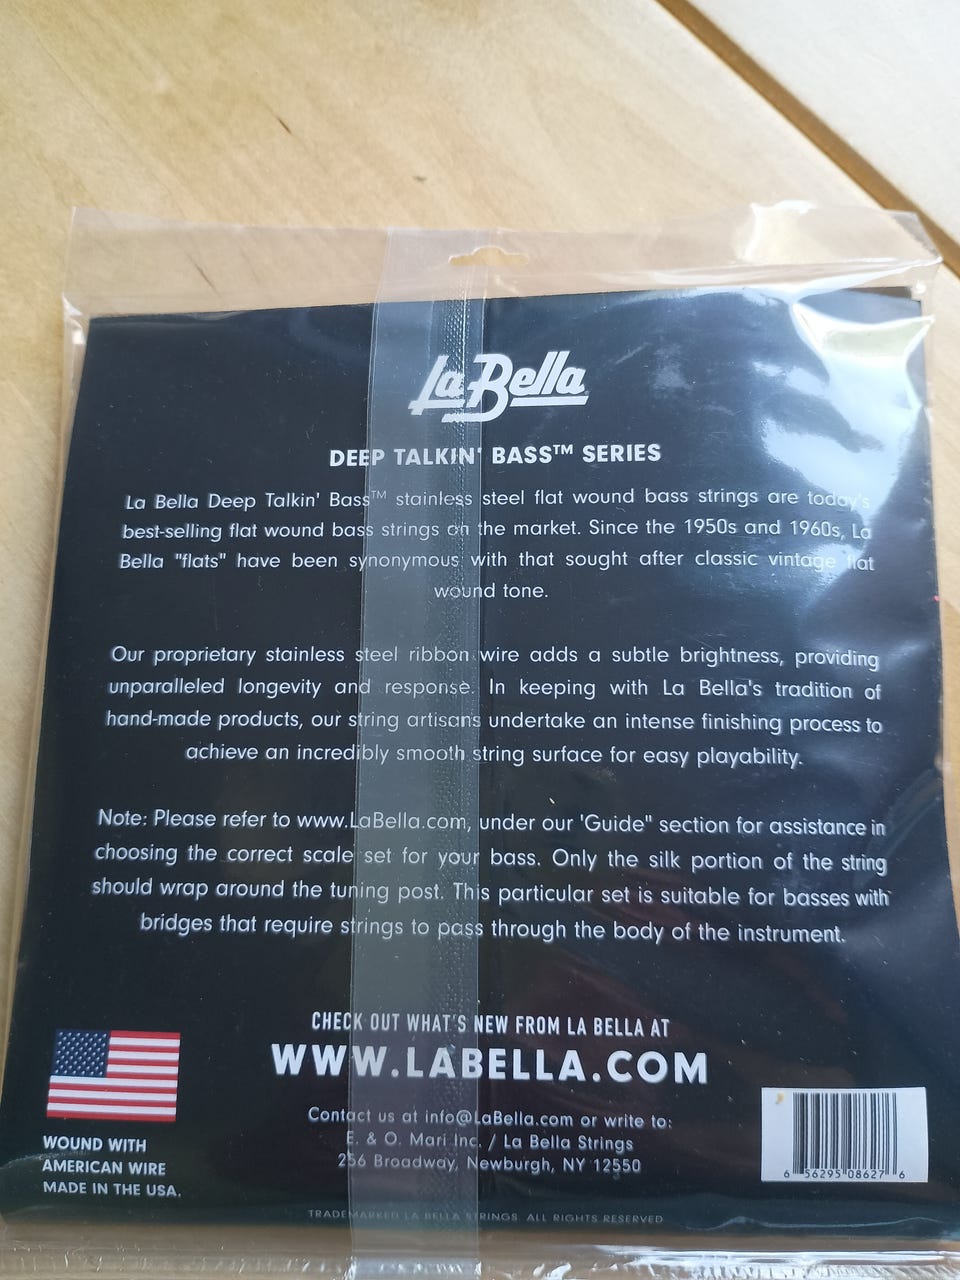 La Bella
DEEP TALKIN' BASS™ SERIES
La Bella Deep Talkin' Bass™ stainless steel flat wound bass strings are today's
best-selling flat wound bass strings on the market. Since the 1950s and 1960s, La
Bella "flats" have been synonymous with that sought after classic vintage flat
wound tone.
Our proprietary stainless steel ribbon wire adds a subtle brightness, providing
unparalleled longevity and response. In keeping with La Bella's tradition of
hand-made products, our string artisans undertake an intense finishing process to
achieve an incredibly smooth string surface for easy playability.
Note: Please refer to www.LaBella.com, under our 'Guide" section for assistance in
choosing the correct scale set for your bass. Only the silk portion of the string
should wrap around the tuning post. This particular set is suitable for basses with
bridges that require strings to pass through the body of the instrument.
CHECK OUT WHAT'S NEW FROM LA BELLA AT
WWW.LABELLA.COM
Contact us at info@LaBella.com or write to:
E. & O. Mari Inc. / La Bella Strings
256 Broadway, Newburgh, NY 12550
WOUND WITH
AMERICAN WIRE
MADE IN THE USA.
6 56295 08627 6
TRADEMARKED LA BELLA STRINGS. ALL RIGHTS RESERVED